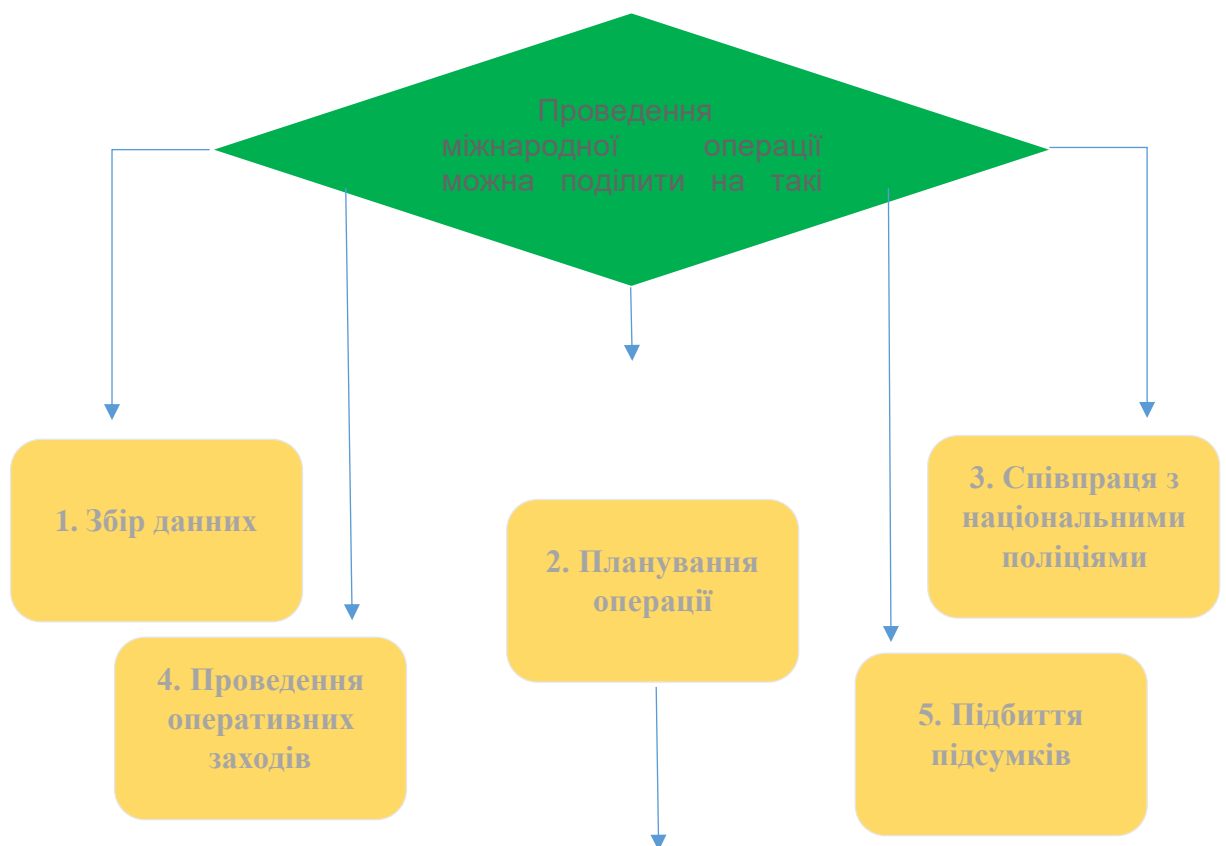 Проведення
міжнародної операції
можна поділити на такі
1. Збір данних
2. Планування
операції
3. Співпраця з
національними
поліціями
4. Проведення
оперативних
заходів
5. Підбиття
підсумків